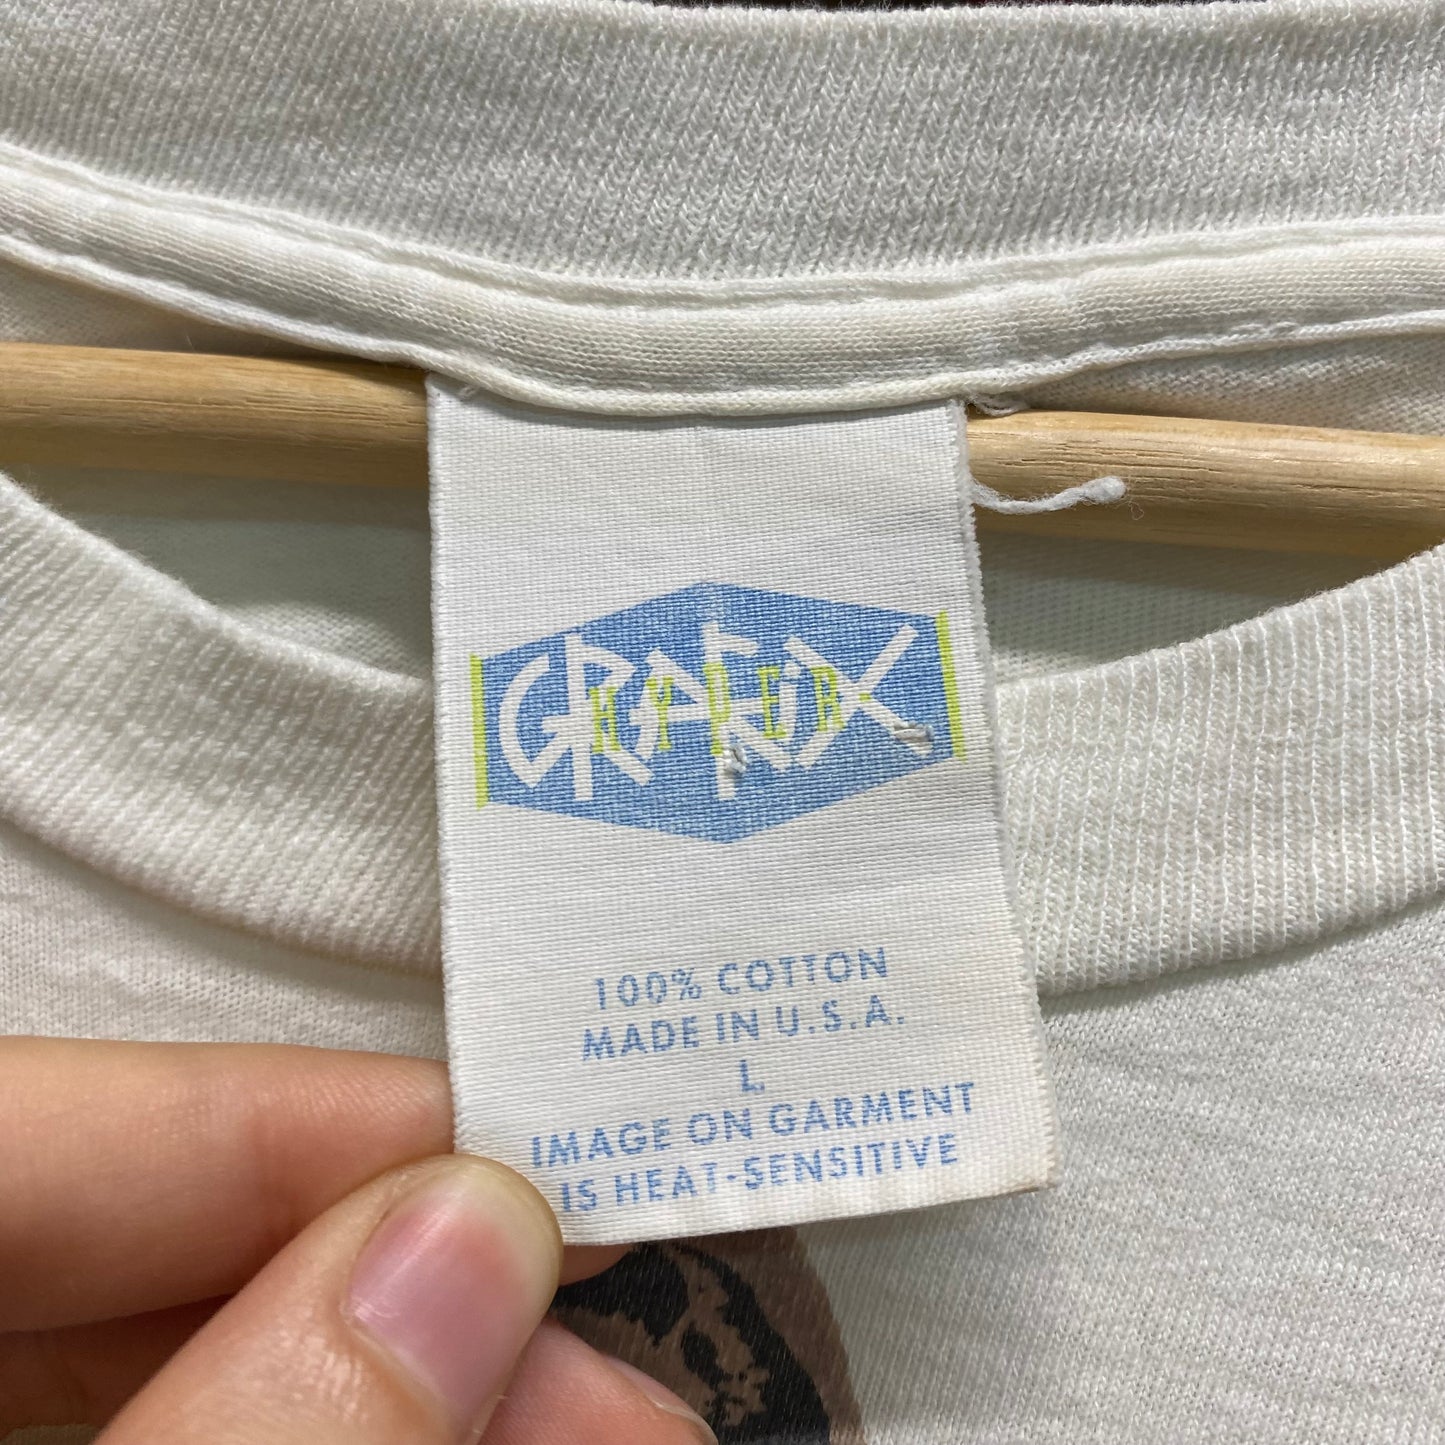 HYPER
GRAFIX
100% COTTON
MADE IN U.S.A.
L
IMAGE ON GARMENT
IS HEAT-SENSITIVE